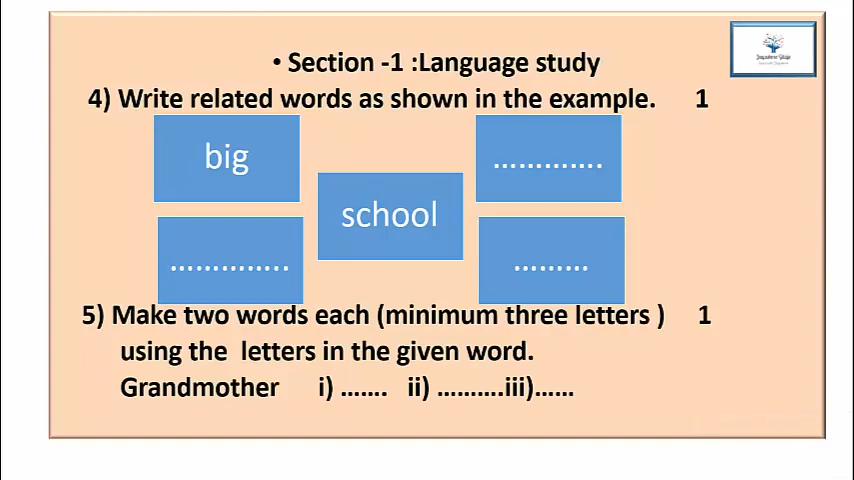 • Section -1 :Language study
4) Write related words as shown in the example. 1
big
.............
school
..............
.........
5) Make two words each (minimum three letters ) 1
using the letters in the given word.
Grandmother i) ....... ii) ..........iii)......